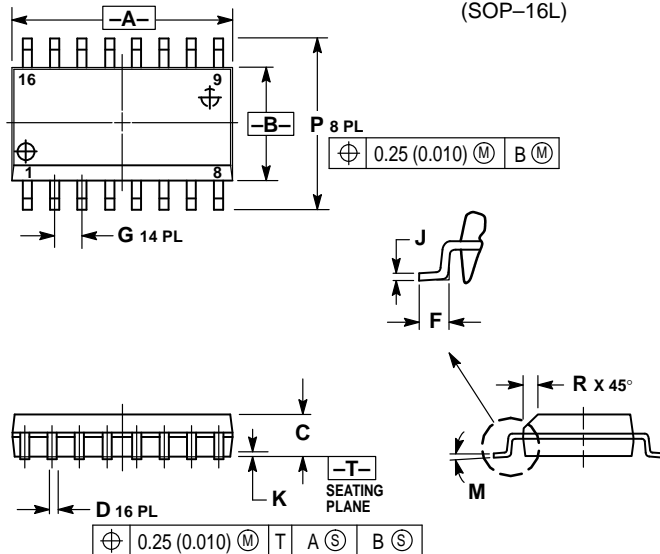 (SOP–16L)
–A–
16 9
–B–
P 8 PL
⌖ 0.25 (0.010) Ⓜ B Ⓜ
1 8
G 14 PL
J
F
R X 45°
C
–T–
SEATING
PLANE
K
M
D 16 PL
⌖ 0.25 (0.010) Ⓜ T A Ⓢ B Ⓢ